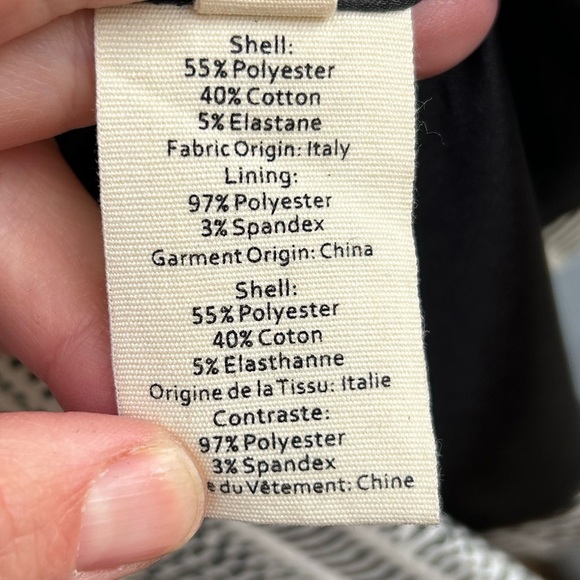 Shell:
55% Polyester
40% Cotton
5% Elastane
Fabric Origin: Italy
Lining:
97% Polyester
3% Spandex
Garment Origin: China
Shell:
55% Polyester
40% Coton
5% Elasthanne
Origine de la Tissu: Italie
Contraste:
97% Polyester
3% Spandex
du Vêtement: Chine